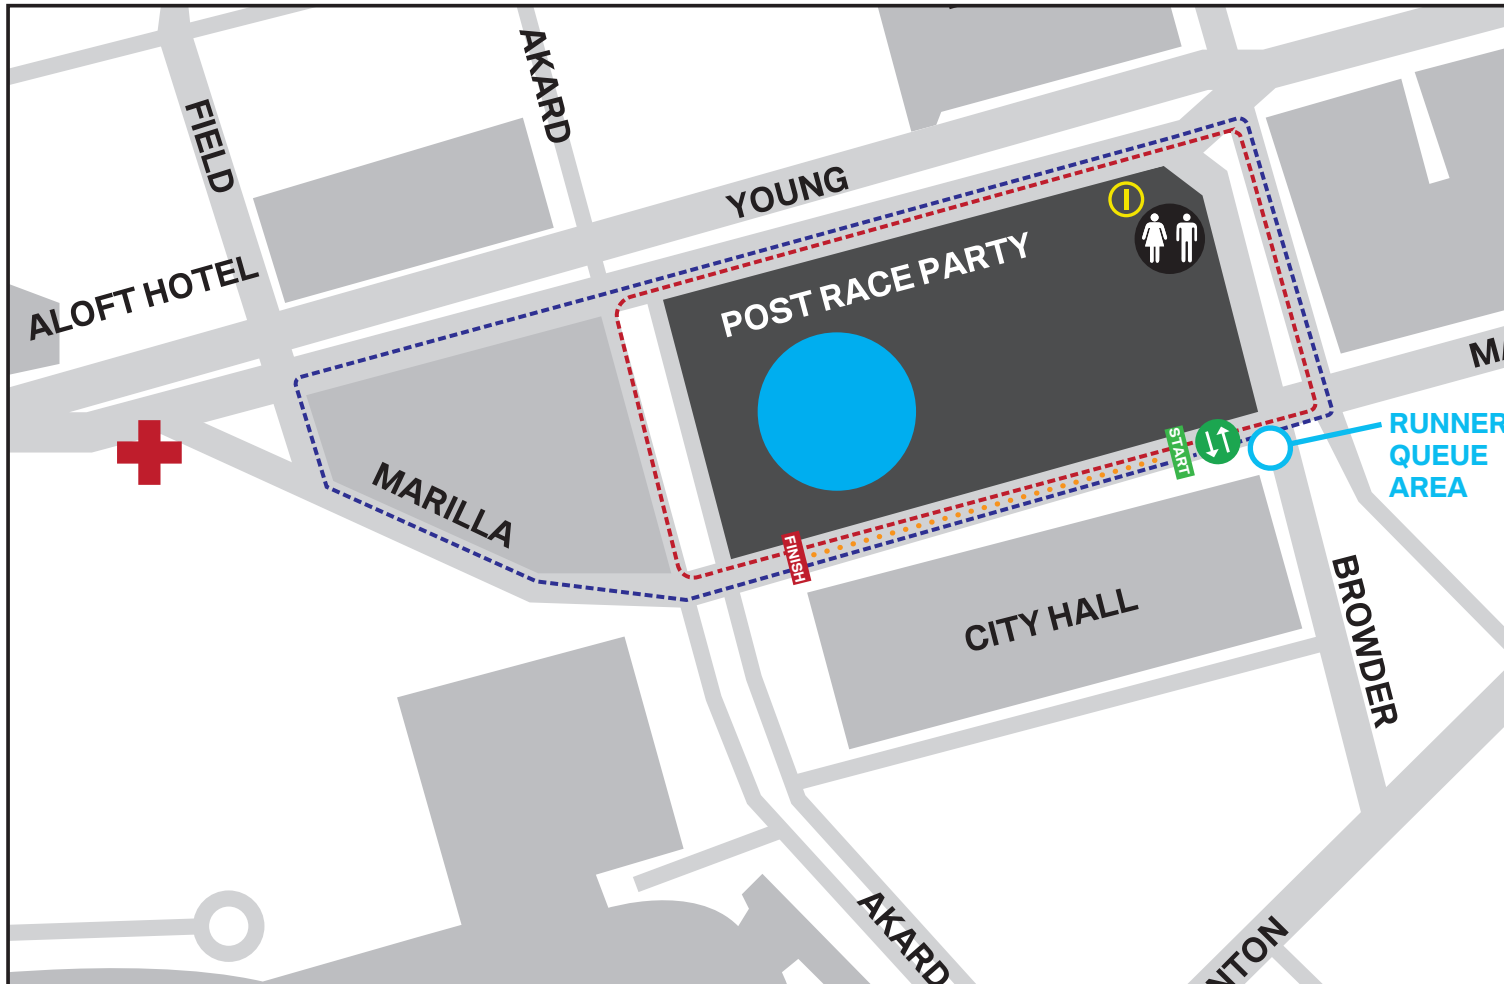 AKARD
FIELD
YOUNG
ALOFT HOTEL
POST RACE PARTY
START
RUNNER
QUEUE
AREA
MARILLA
FINISH
CITY HALL
BROWDER
AKARD